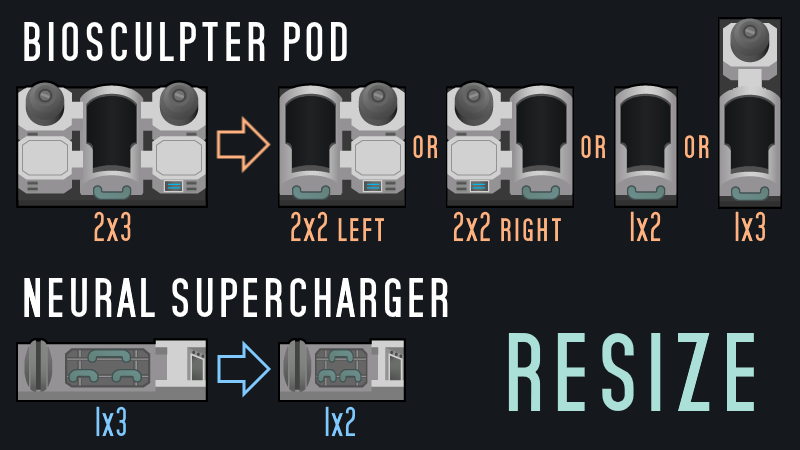 BIOSCULPTER POD
OR OR OR
2x3 2x2 LEFT 2x2 RIGHT 1x2 1x3
NEURAL SUPERCHARGER
RESIZE
1x3 1x2